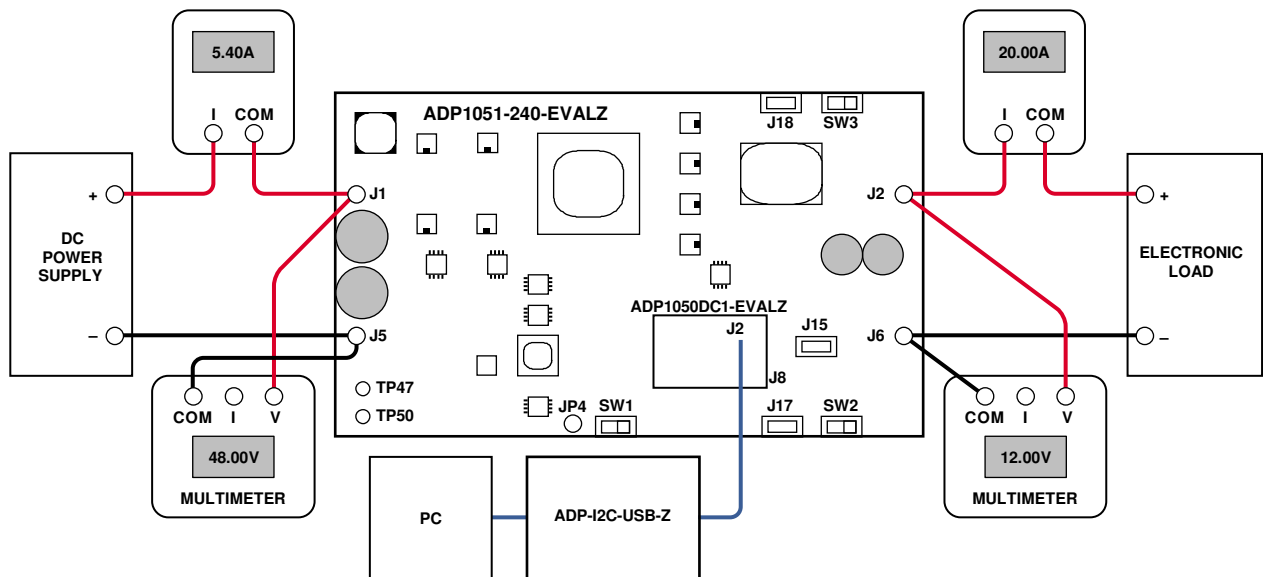 5.40A
I COM
20.00A
I COM
ADP1051-240-EVALZ
J18
SW3
+
J1
J2
+
DC
POWER
SUPPLY
ELECTRONIC
LOAD
ADP1050DC1-EVALZ
J2
J15
–
J5
J6
–
J8
TP47
TP50
JP4
SW1
J17
SW2
COM I V
48.00V
MULTIMETER
COM I V
12.00V
MULTIMETER
PC
ADP-I2C-USB-Z